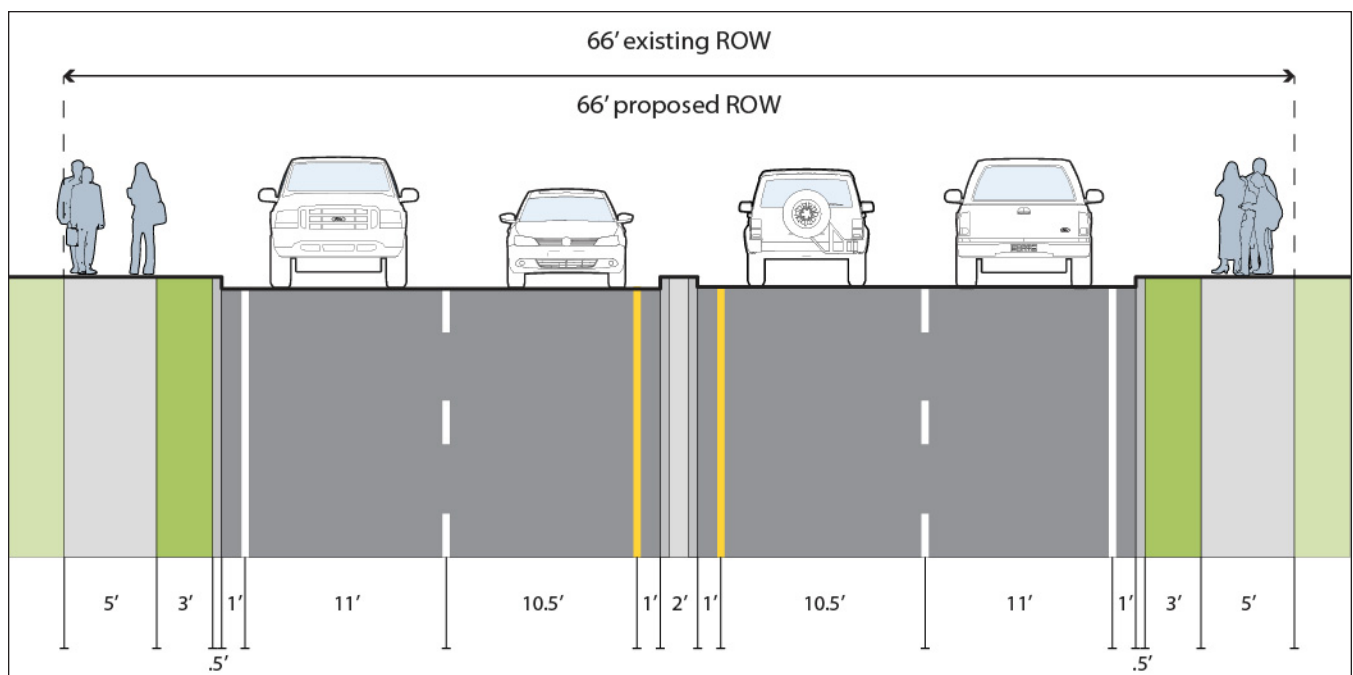 66′ existing ROW
66′ proposed ROW
5′ 3′ 1′ 11′ 10.5′ 1′ 2′ 1′ 10.5′ 11′ 1′ 3′ 5′
.5′ .5′